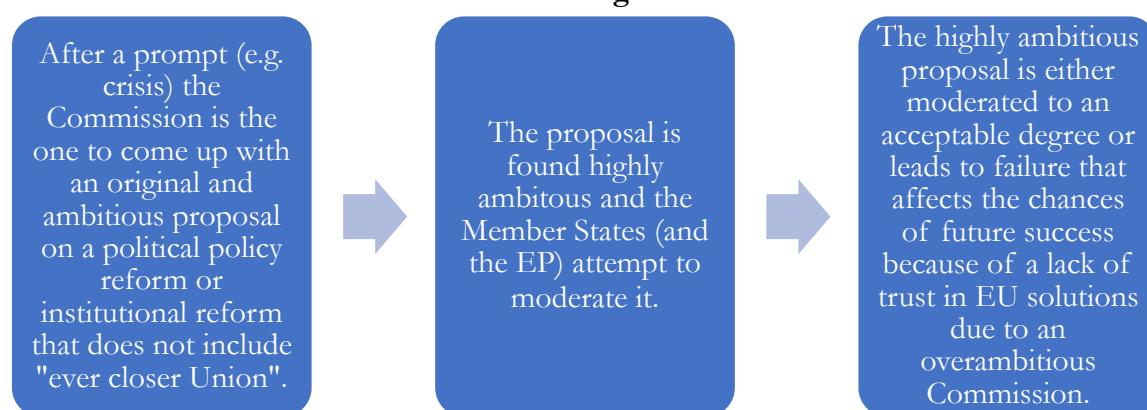 After a prompt (e.g.
crisis) the
Commission is the
one to come up with
an original and
ambitious proposal
on a political policy
reform or
institutional reform
that does not include
"ever closer Union".
The proposal is
found highly
ambitous and the
Member States (and
the EP) attempt to
moderate it.
The highly ambitious
proposal is either
moderated to an
acceptable degree or
leads to failure that
affects the chances
of future success
because of a lack of
trust in EU solutions
due to an
overambitious
Commission.